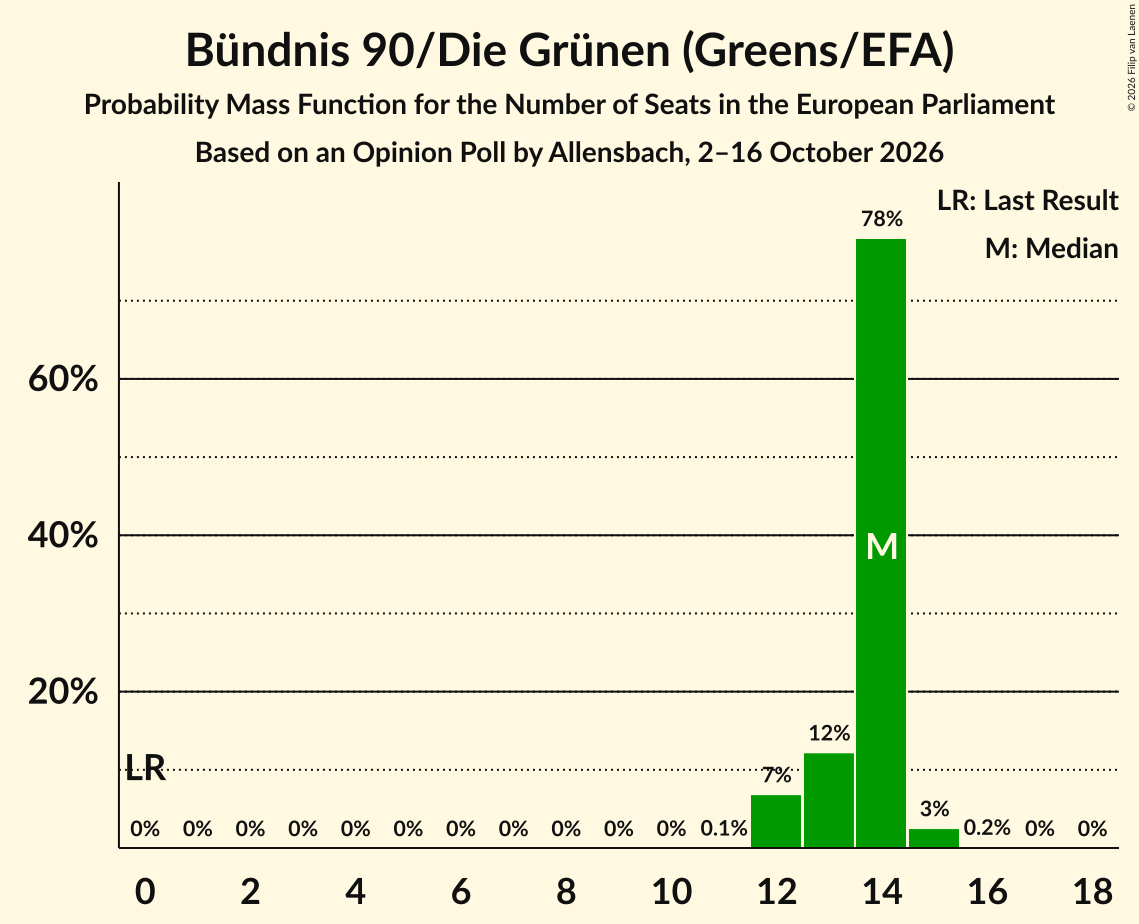 Bündnis 90/Die Grünen (Greens/EFA)
Probability Mass Function for the Number of Seats in the European Parliament
Based on an Opinion Poll by Allensbach, 2–16 October 2026
© 2026 Filip van Laenen
LR: Last Result
M: Median
78%
60%
40%
M
20%
12%
LR
7%
3%
0% 0% 0% 0% 0% 0% 0% 0% 0% 0% 0% 0.1% 0.2% 0% 0%
0 2 4 6 8 10 12 14 16 18